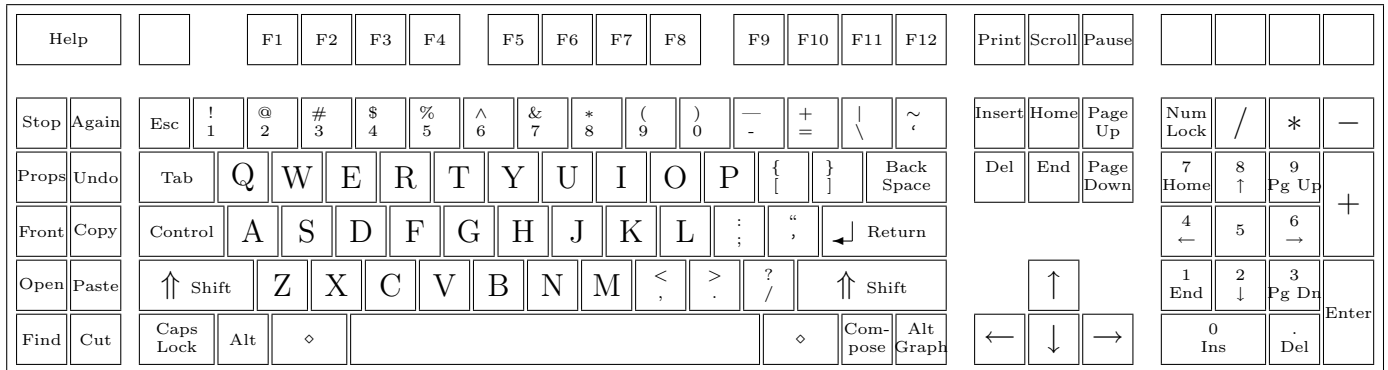 Help F1 F2 F3 F4 F5 F6 F7 F8 F9 F10 F11 F12 Print Scroll Pause
Stop Again Esc ! 1 @ 2 # 3 $ 4 % 5 ∧ 6 & 7 * 8 ( 9 ) 0 — - + = | \ ∼ ‘ Insert Home Page Up Num Lock / * −
Props Undo Tab Q W E R T Y U I O P { [ } ] Back Space Del End Page Down 7 Home 8 ↑ 9 Pg Up +
Front Copy Control A S D F G H J K L : ; “ ’ ↲ Return 4 ← 5 6 →
Open Paste ⇑ Shift Z X C V B N M < , > . ? / ⇑ Shift ↑ 1 End 2 ↓ 3 Pg Dn Enter
Find Cut Caps Lock Alt ⋄ ⋄ Com- pose Alt Graph ← ↓ → 0 Ins . Del